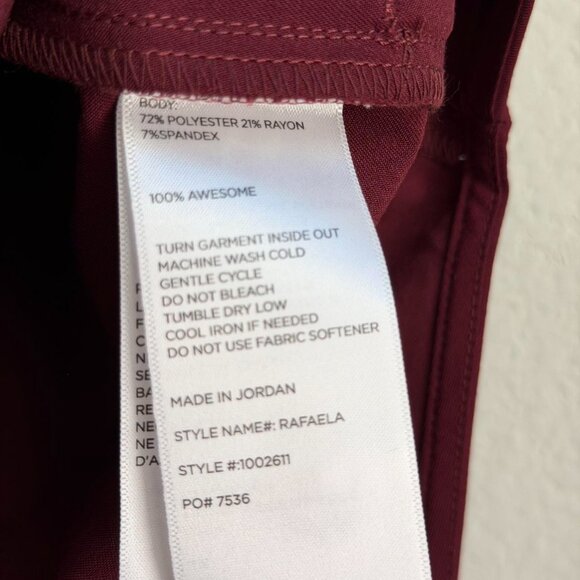 BODY:
72% POLYESTER 21% RAYON
7%SPANDEX
100% AWESOME
TURN GARMENT INSIDE OUT
MACHINE WASH COLD
GENTLE CYCLE
DO NOT BLEACH
TUMBLE DRY LOW
COOL IRON IF NEEDED
DO NOT USE FABRIC SOFTENER
MADE IN JORDAN
STYLE NAME#: RAFAELA
STYLE #:1002611
PO# 7536